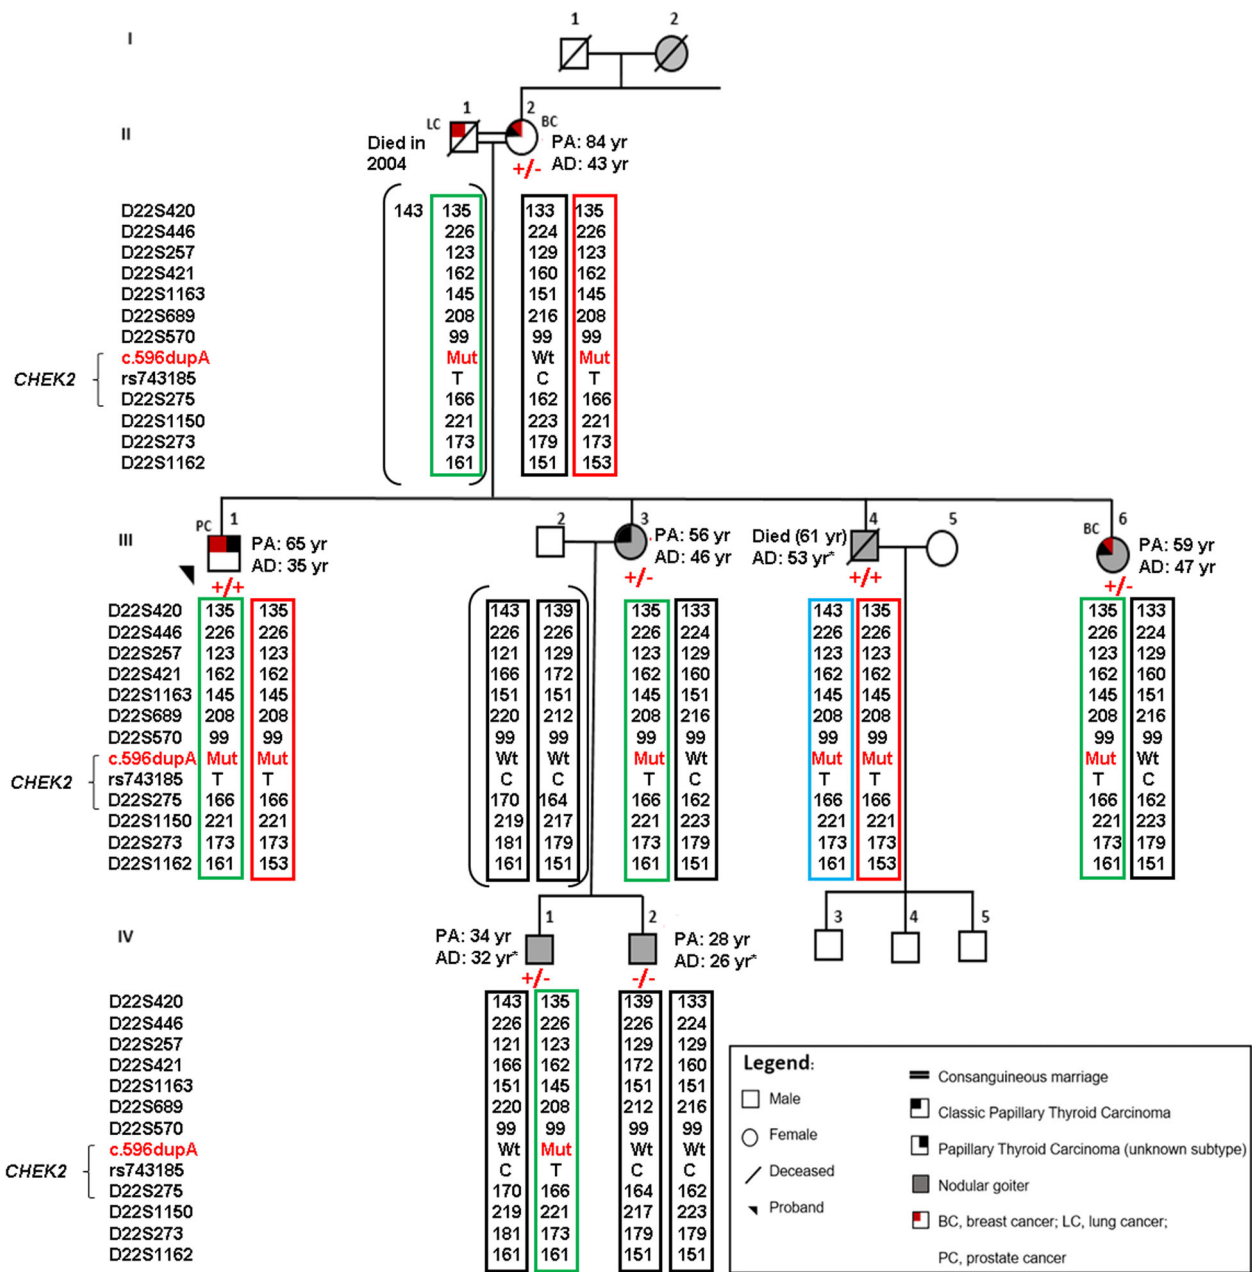 1 2
I
1 2
LC BC
II
Died in PA: 84 yr
2004 AD: 43 yr
+/-
D22S420 143 135 133 135
D22S446 226 224 226
D22S257 123 129 123
D22S421 162 160 162
D22S1163 145 151 145
D22S689 208 216 208
D22S570 99 99 99
c.596dupA Mut Wt Mut
CHEK2 rs743185 T C T
D22S275 166 162 166
D22S1150 221 223 221
D22S273 173 179 173
D22S1162 161 151 153
PC 1 2 3 4 5 BC 6
III PA: 65 yr PA: 56 yr Died (61 yr) PA: 59 yr
AD: 35 yr AD: 46 yr AD: 53 yr* AD: 47 yr
+/+ +/- +/+ +/-
D22S420 135 135 143 139 135 133 143 135 135 133
D22S446 226 226 226 226 226 224 226 226 226 224
D22S257 123 123 121 129 123 129 123 123 123 129
D22S421 162 162 166 172 162 160 162 162 162 160
D22S1163 145 145 151 151 145 151 145 145 145 151
D22S689 208 208 220 212 208 216 208 208 208 216
D22S570 99 99 99 99 99 99 99 99 99 99
c.596dupA Mut Mut Wt Wt Mut Wt Mut Mut Mut Wt
CHEK2 rs743185 T T C C T C T T T C
D22S275 166 166 170 164 166 162 166 166 166 162
D22S1150 221 221 219 217 221 223 221 221 221 223
D22S273 173 173 181 179 173 179 173 173 173 179
D22S1162 161 153 161 151 161 151 161 153 161 151
1 2 3 4 5
IV PA: 34 yr PA: 28 yr
AD: 32 yr* AD: 26 yr*
+/- -/-
D22S420 143 135 139 133
D22S446 226 226 226 224
D22S257 121 123 129 129
D22S421 166 162 172 160
D22S1163 151 145 151 151
D22S689 220 208 212 216
D22S570 99 99 99 99
c.596dupA Wt Mut Wt Wt
CHEK2 rs743185 C T C C
D22S275 170 166 164 162
D22S1150 219 221 217 223
D22S273 181 173 179 179
D22S1162 161 161 151 151
Legend:
Male
Female
Deceased
Proband
Consanguineous marriage
Classic Papillary Thyroid Carcinoma
Papillary Thyroid Carcinoma (unknown subtype)
Nodular goiter
BC, breast cancer; LC, lung cancer;
PC, prostate cancer